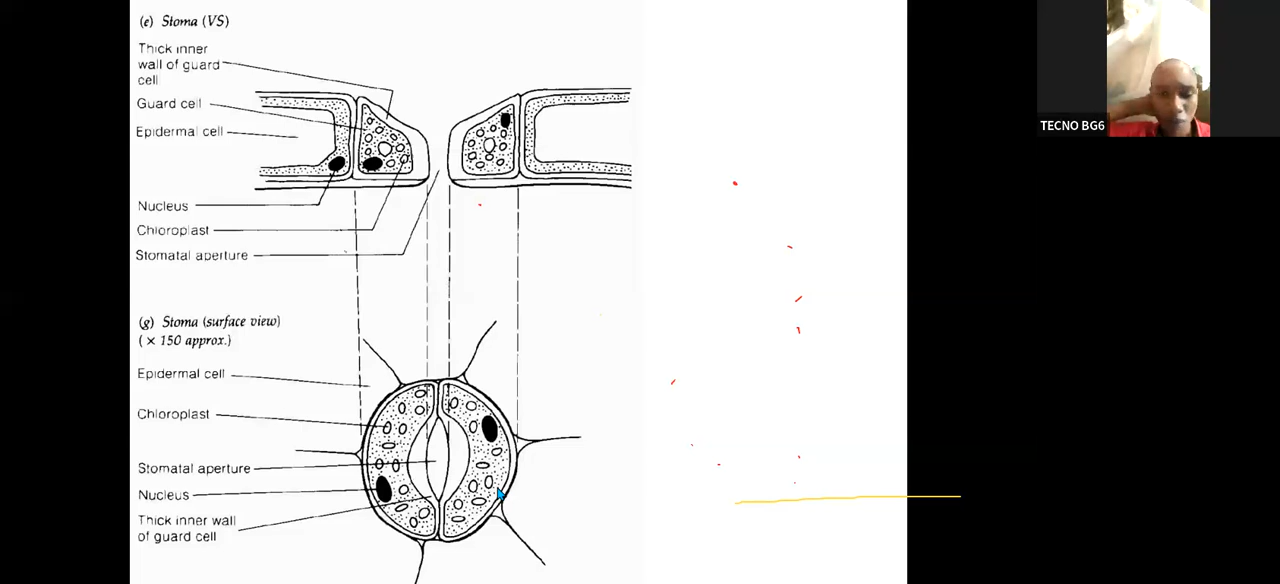 (e) Stoma (VS)
Thick inner
wall of guard
cell
Guard cell
Epidermal cell
Nucleus
Chloroplast
Stomatal aperture
(g) Stoma (surface view)
(× 150 approx.)
Epidermal cell
Chloroplast
Stomatal aperture
Nucleus
Thick inner wall
of guard cell
TECNO BG6